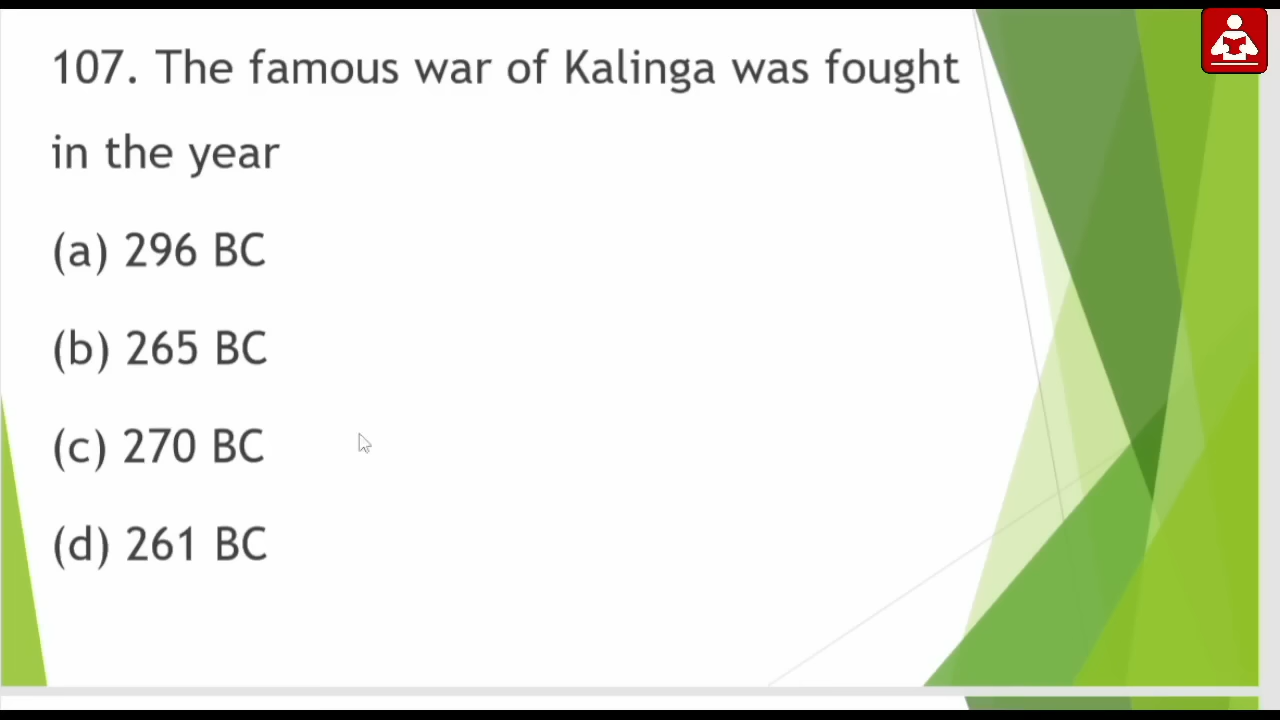 107. The famous war of Kalinga was fought
in the year
(a) 296 BC
(b) 265 BC
(c) 270 BC
(d) 261 BC